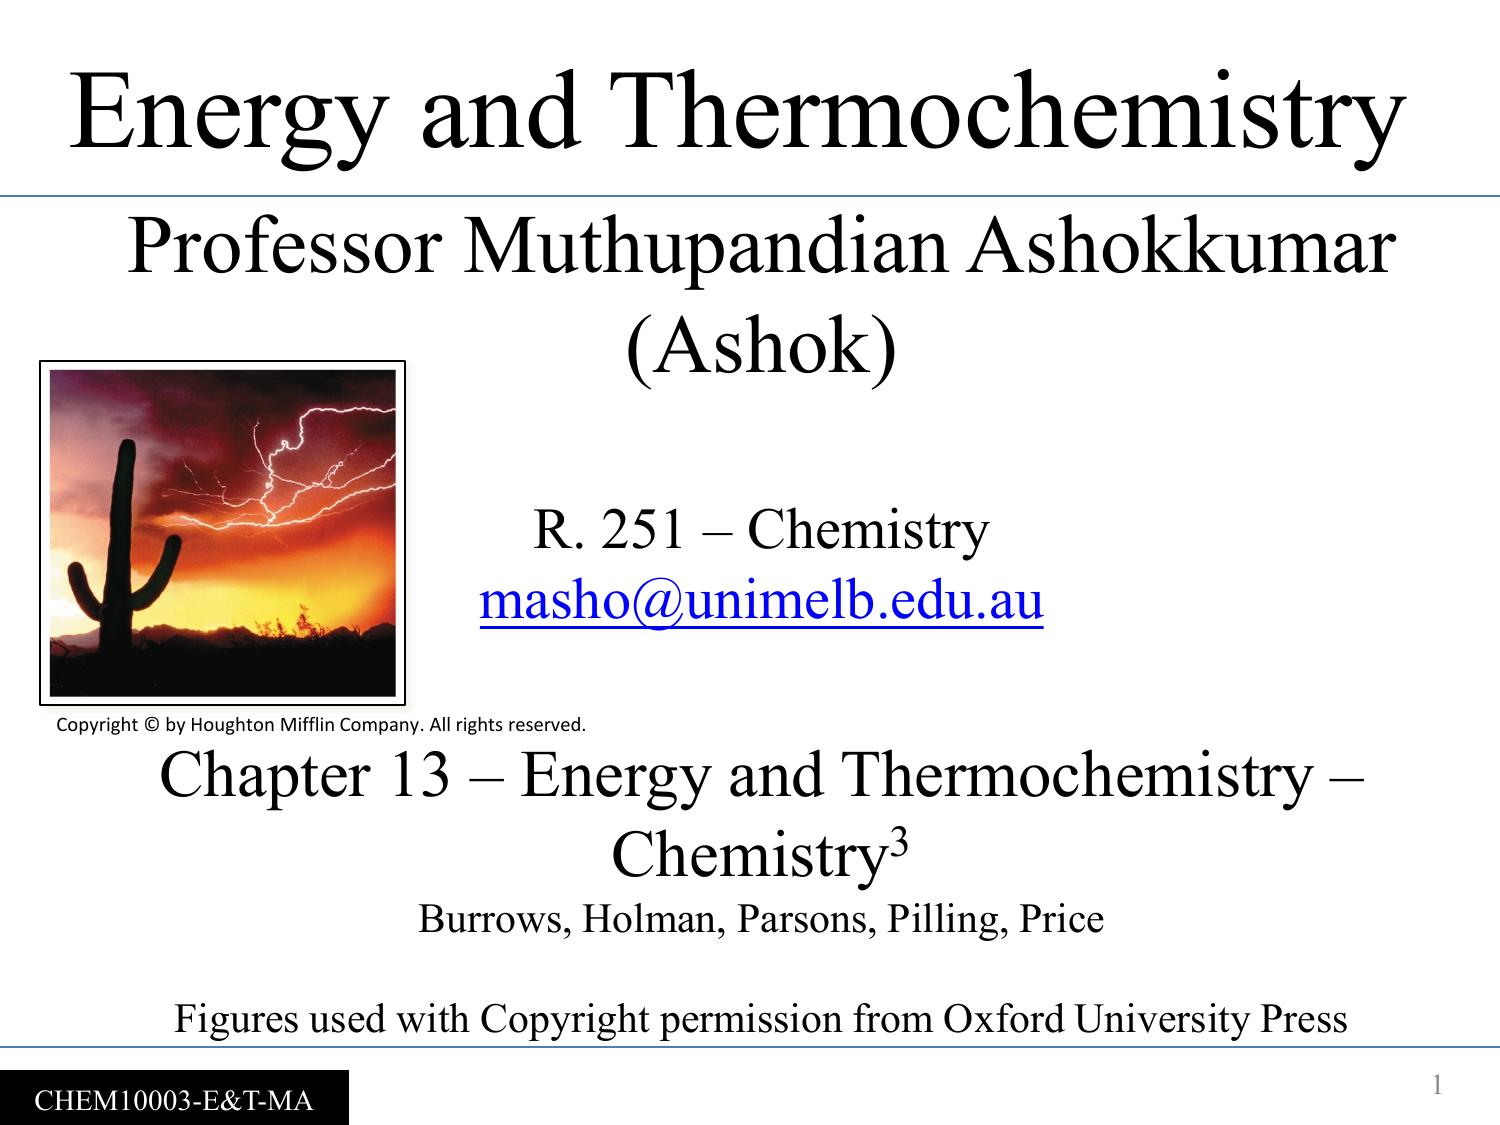 Energy and Thermochemistry
Professor Muthupandian Ashokkumar
(Ashok)
R. 251 – Chemistry
masho@unimelb.edu.au
Copyright © by Houghton Mifflin Company. All rights reserved.
Chapter 13 – Energy and Thermochemistry –
Chemistry³
Burrows, Holman, Parsons, Pilling, Price
Figures used with Copyright permission from Oxford University Press
CHEM10003-E&T-MA
1